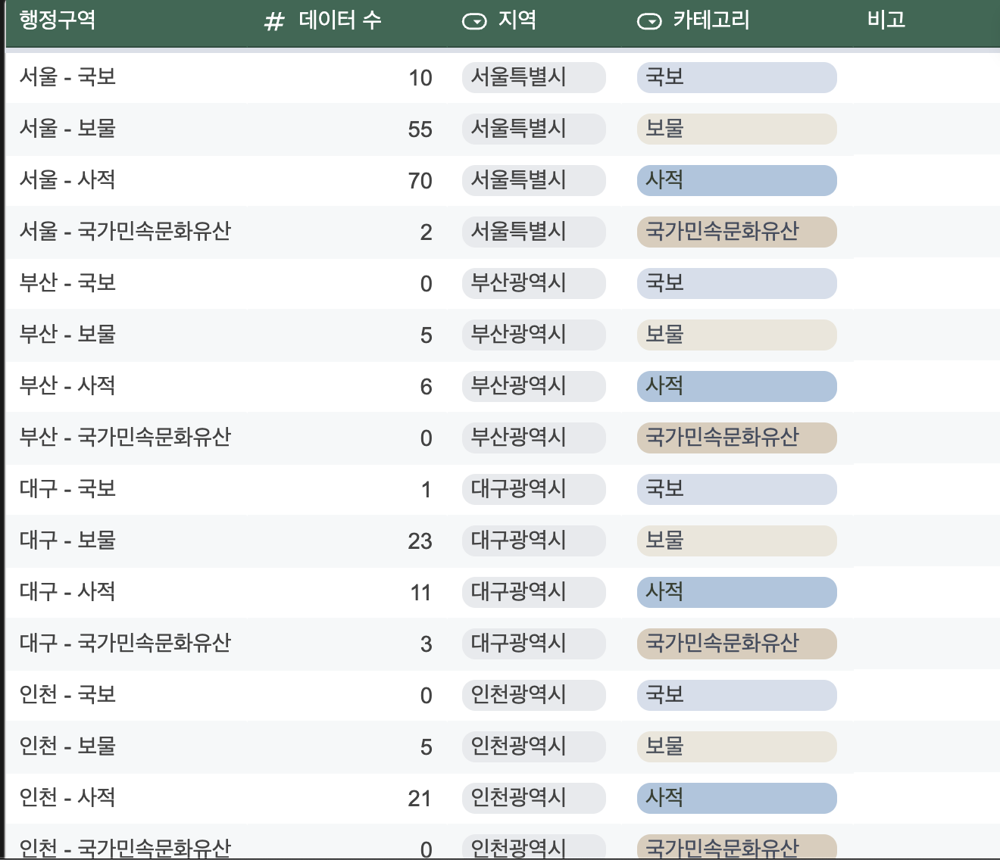 행정구역 # 데이터 수 지역 카테고리 비고
서울 - 국보 10 서울특별시 국보
서울 - 보물 55 서울특별시 보물
서울 - 사적 70 서울특별시 사적
서울 - 국가민속문화유산 2 서울특별시 국가민속문화유산
부산 - 국보 0 부산광역시 국보
부산 - 보물 5 부산광역시 보물
부산 - 사적 6 부산광역시 사적
부산 - 국가민속문화유산 0 부산광역시 국가민속문화유산
대구 - 국보 1 대구광역시 국보
대구 - 보물 23 대구광역시 보물
대구 - 사적 11 대구광역시 사적
대구 - 국가민속문화유산 3 대구광역시 국가민속문화유산
인천 - 국보 0 인천광역시 국보
인천 - 보물 5 인천광역시 보물
인천 - 사적 21 인천광역시 사적
인천 - 국가민속문화유산 0 인천광역시 국가민속문화유산